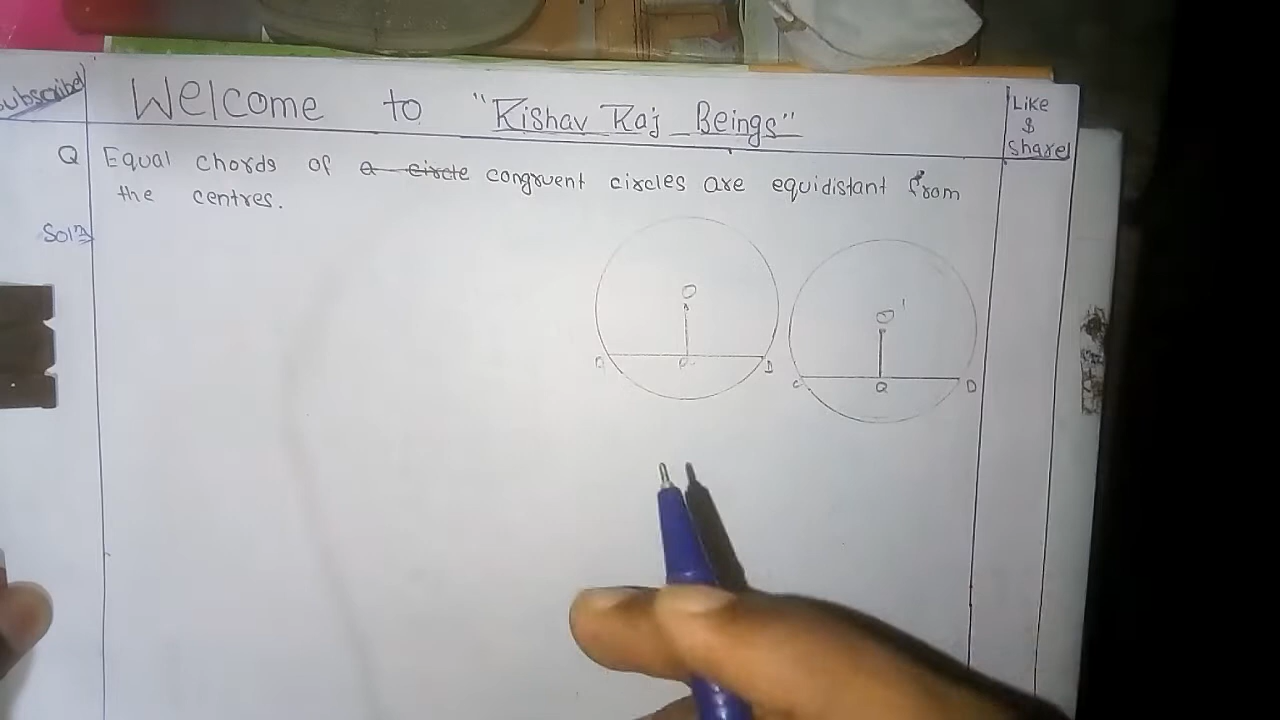 Subscribe
Welcome to "Rishav Raj Beings"
Like
&
Share
Q Equal chords of a circle congruent circles are equidistant from
the centres.
Solⁿ
O
O'
P
B
C
Q
D